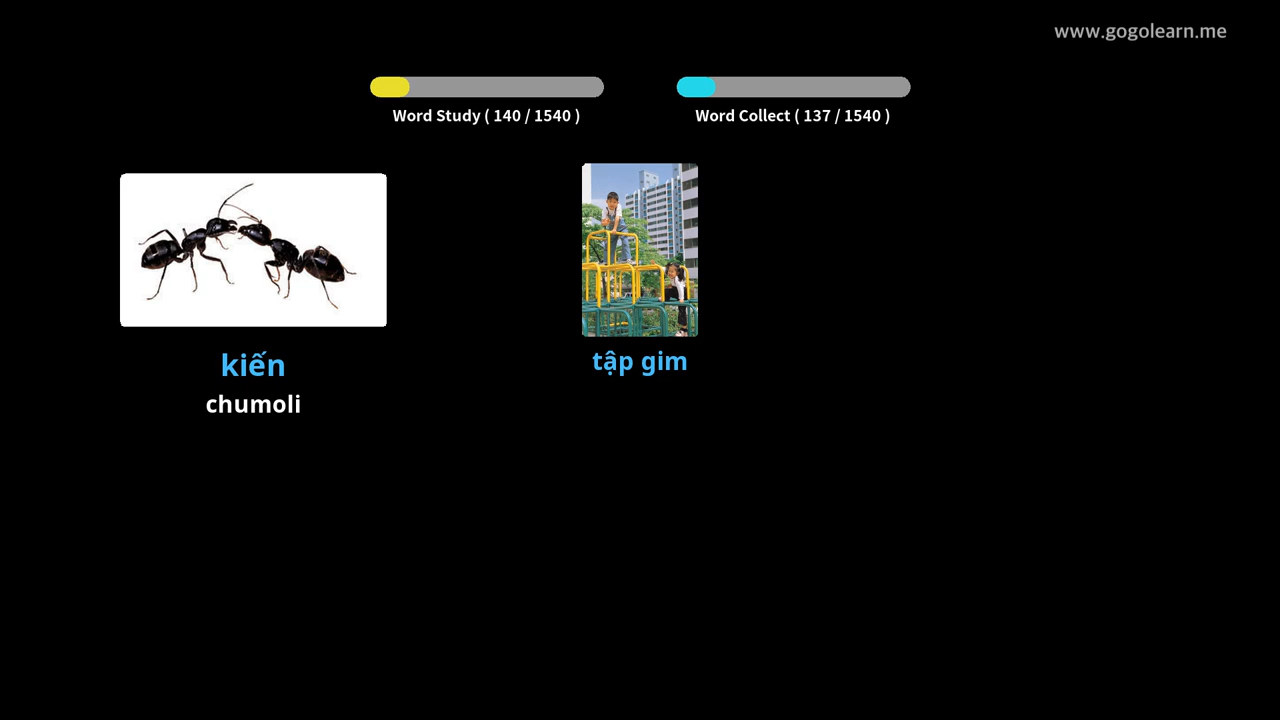 www.gogolearn.me
Word Study ( 140 / 1540 )
Word Collect ( 137 / 1540 )
kiến
chumoli
tập gim